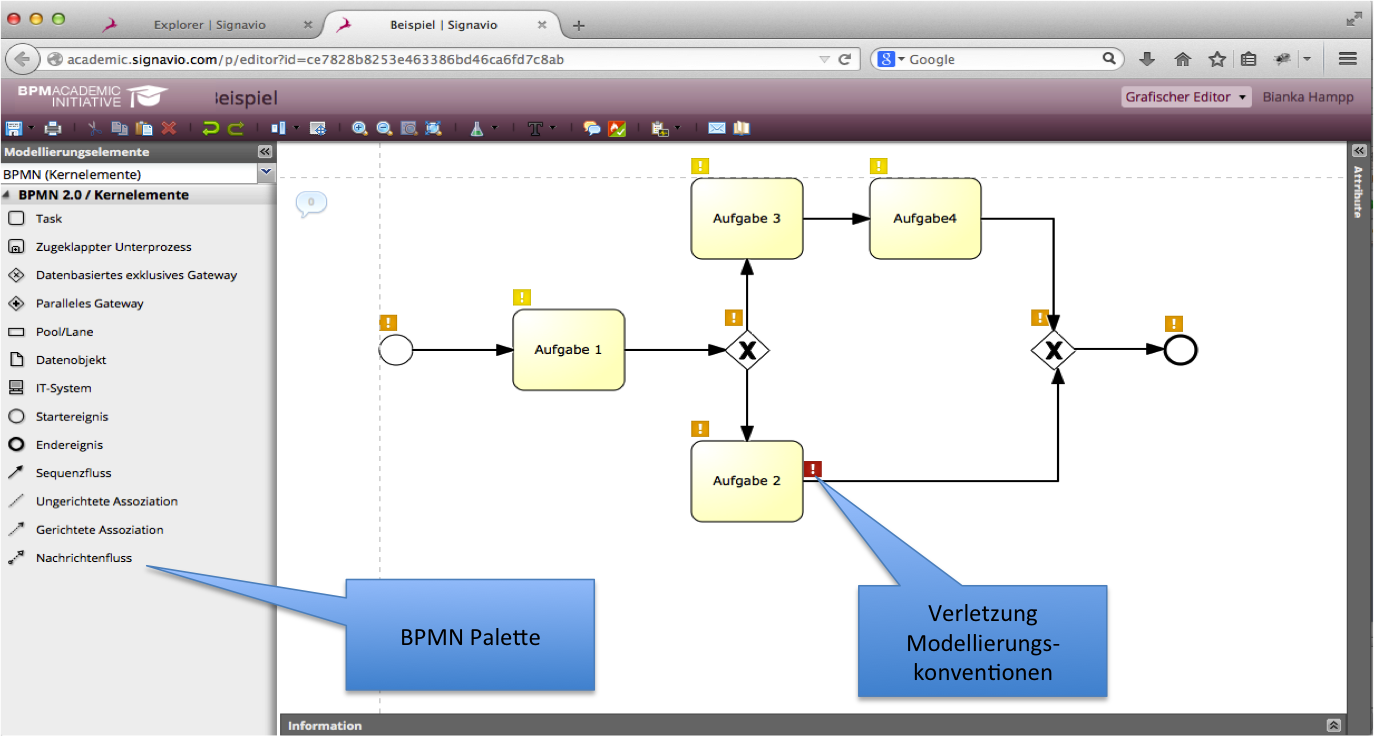 Explorer | Signavio
Beispiel | Signavio
academic.signavio.com/p/editor?id=ce7828b8253e463386bd46ca6fd7c8ab
Google
BPMACADEMIC
INITIATIVE
Beispiel
Grafischer Editor
Bianka Hampp
Modellierungselemente
BPMN (Kernelemente)
BPMN 2.0 / Kernelemente
Task
Zugeklappter Unterprozess
Datenbasiertes exklusives Gateway
Paralleles Gateway
Pool/Lane
Datenobjekt
IT-System
Startereignis
Endereignis
Sequenzfluss
Ungerichtete Assoziation
Gerichtete Assoziation
Nachrichtenfluss
0
Aufgabe 3
Aufgabe4
Aufgabe 1
Aufgabe 2
Attribute
BPMN Palette
Verletzung
Modellierungs-
konventionen
Information